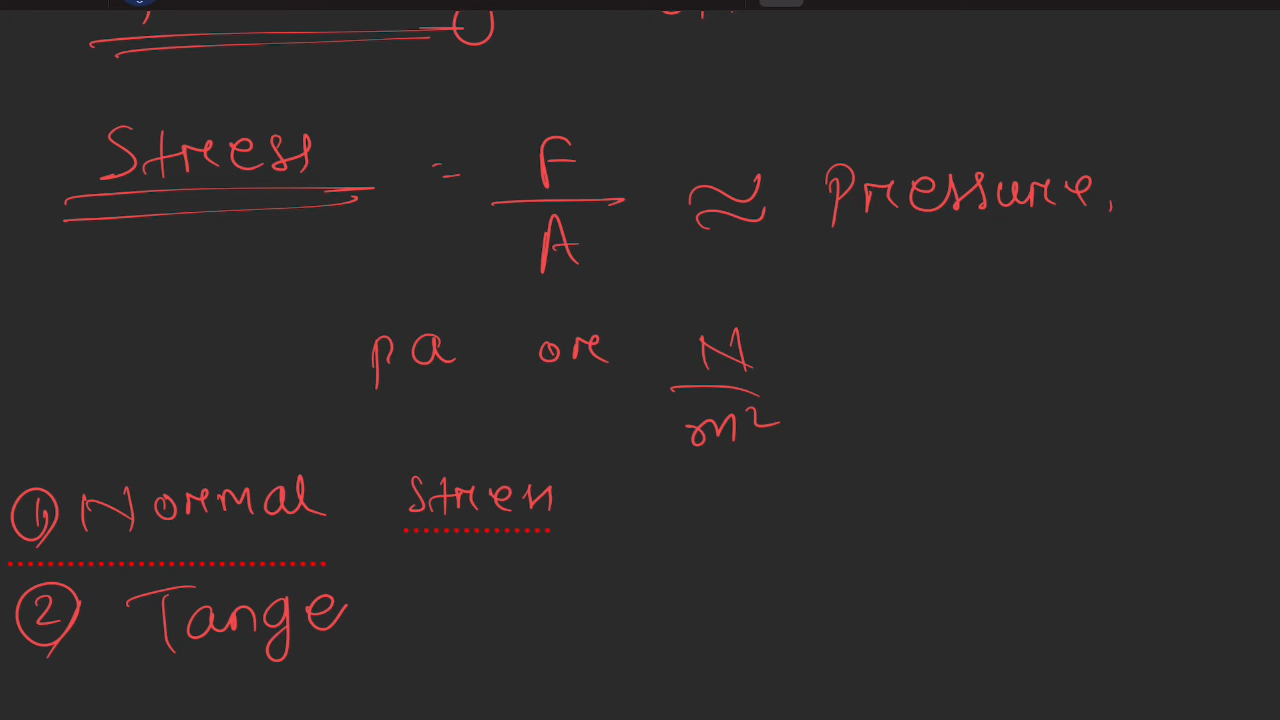 Stress = F/A ≈ Pressure.
pa or N/m²
① Normal stress
② Tange